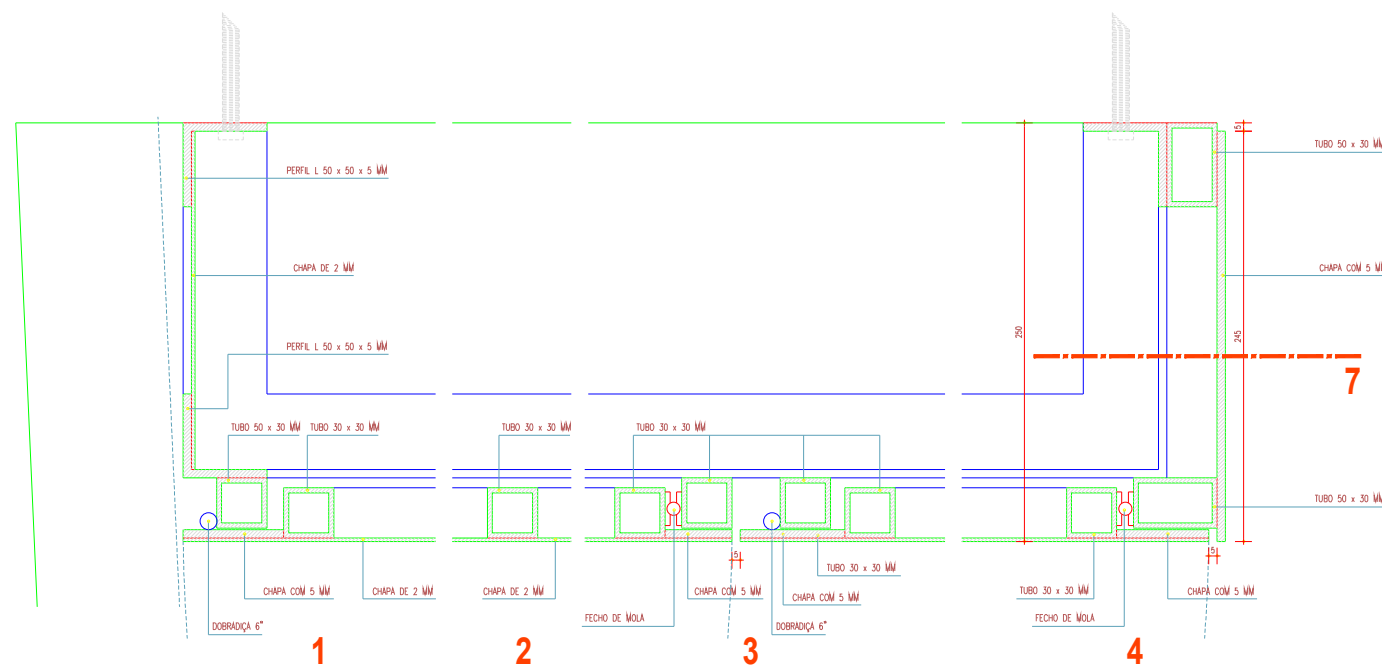 5
TUBO 50 x 30 MM
PERFIL L 50 x 50 x 5 MM
CHAPA DE 2 MM
CHAPA COM 5 MM
250
245
PERFIL L 50 x 50 x 5 MM
7
TUBO 50 x 30 MM
TUBO 30 x 30 MM
TUBO 30 x 30 MM
TUBO 30 x 30 MM
TUBO 50 x 30 MM
5
5
TUBO 30 x 30 MM
CHAPA COM 5 MM
CHAPA DE 2 MM
CHAPA DE 2 MM
CHAPA COM 5 MM
CHAPA COM 5 MM
TUBO 30 x 30 MM
CHAPA COM 5 MM
DOBRADIÇA 6"
FECHO DE MOLA
DOBRADIÇA 6"
FECHO DE MOLA
1
2
3
4